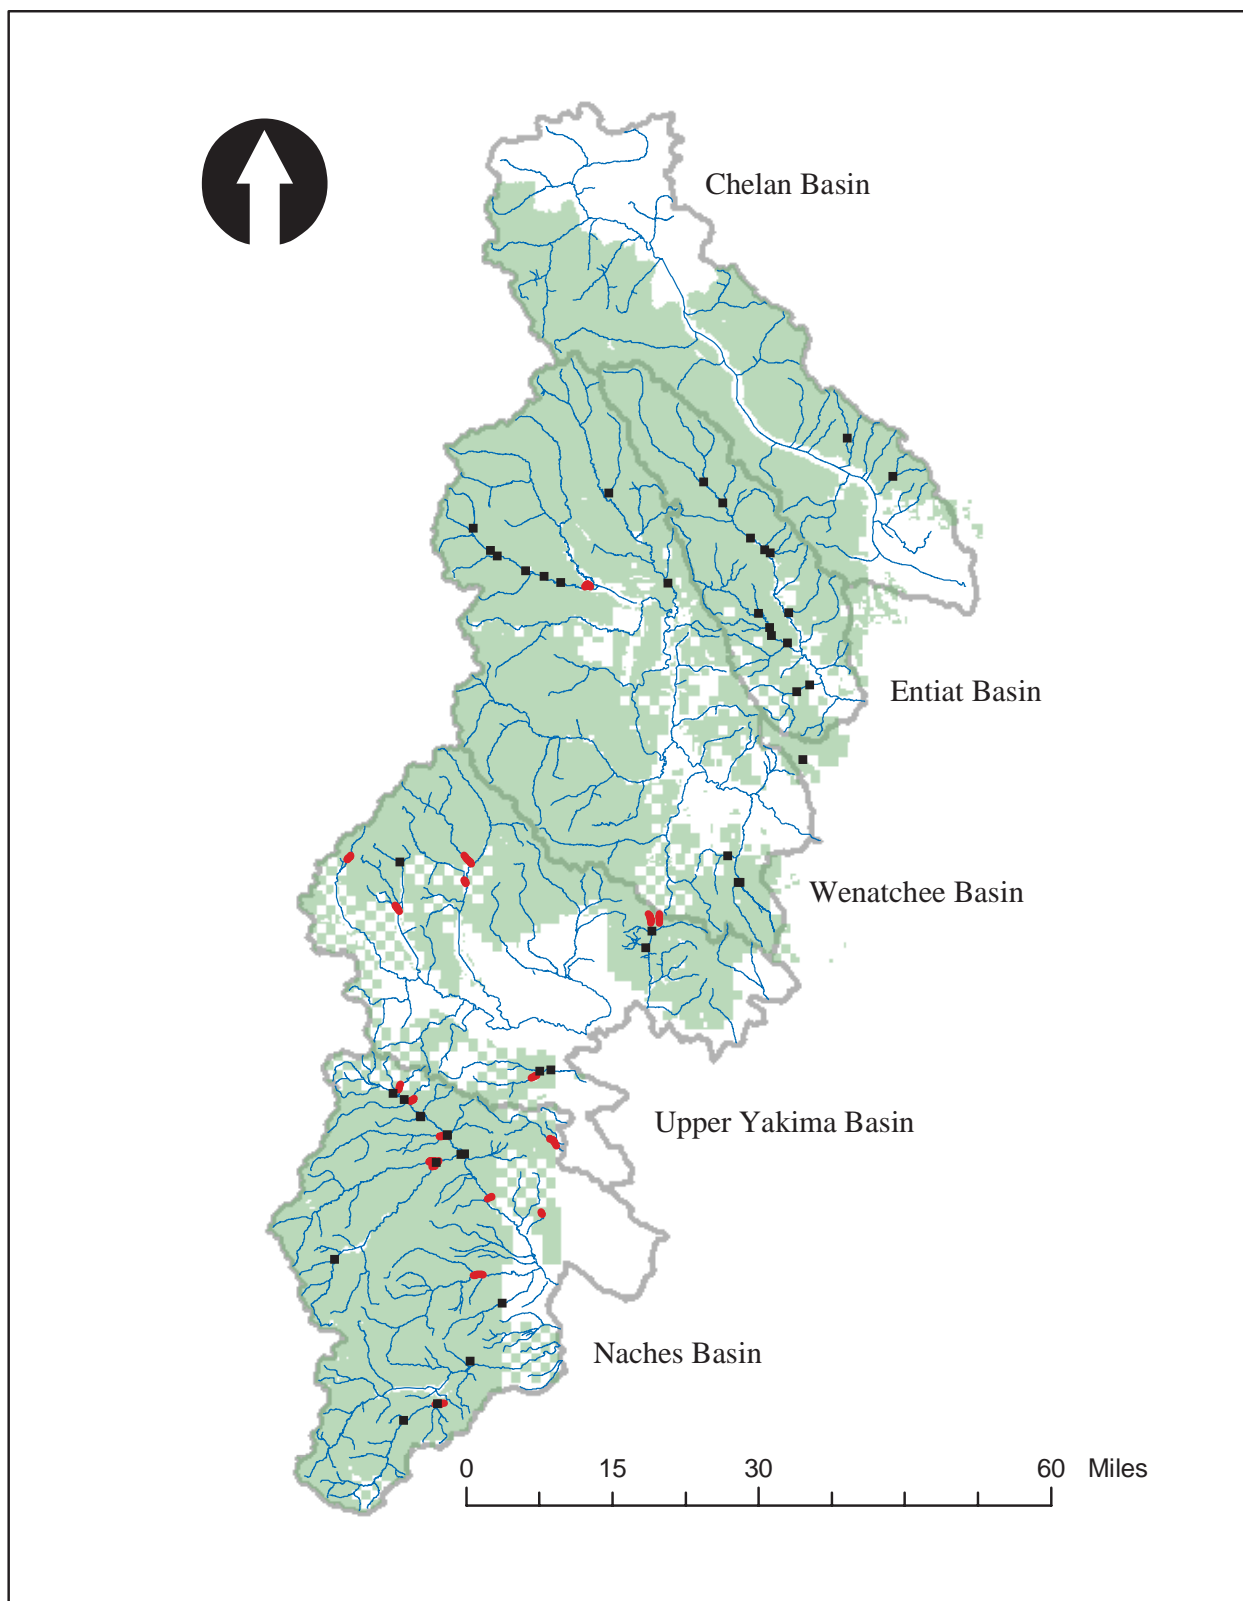 Chelan Basin
Entiat Basin
Wenatchee Basin
Upper Yakima Basin
Naches Basin
0 15 30 60 Miles